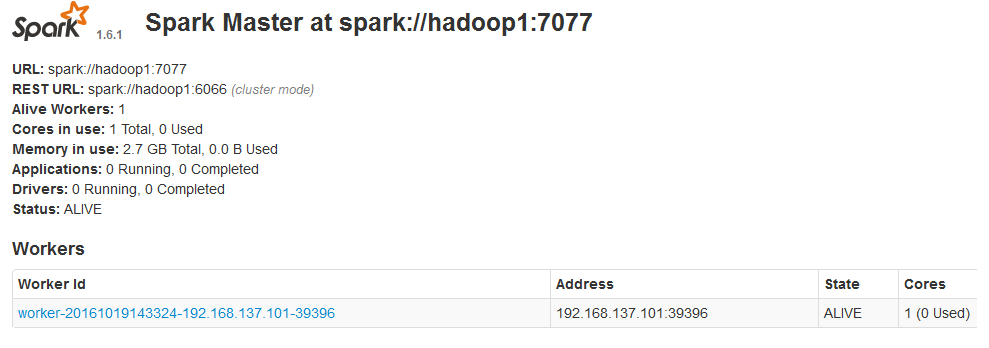 Spark 1.6.1 Spark Master at spark://hadoop1:7077
URL: spark://hadoop1:7077
REST URL: spark://hadoop1:6066 (cluster mode)
Alive Workers: 1
Cores in use: 1 Total, 0 Used
Memory in use: 2.7 GB Total, 0.0 B Used
Applications: 0 Running, 0 Completed
Drivers: 0 Running, 0 Completed
Status: ALIVE
Workers
Worker Id Address State Cores
worker-20161019143324-192.168.137.101-39396 192.168.137.101:39396 ALIVE 1 (0 Used)